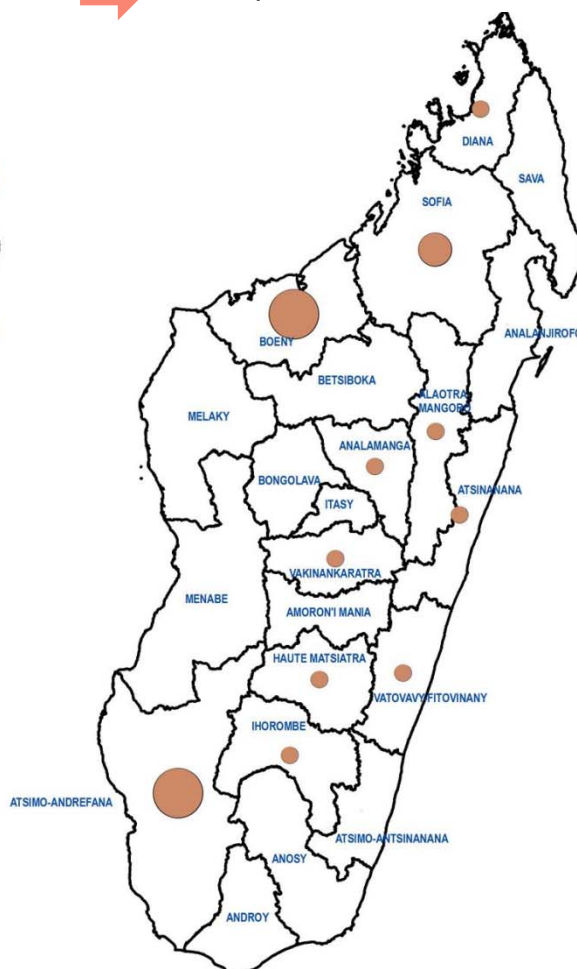 DIANA
SAVA
SOFIA
ANALANJIROFO
BOENY
BETSIBOKA
ALAOTRA
MANGORO
MELAKY
ANALAMANGA
BONGOLAVA
ATSINANANA
ITASY
VAKINANKARATRA
MENABE
AMORON'I MANIA
HAUTE MATSIATRA
VATOVAVY FITOVINANY
IHOROMBE
ATSIMO-ANDREFANA
ATSIMO-ANTSINANANA
ANOSY
ANDROY